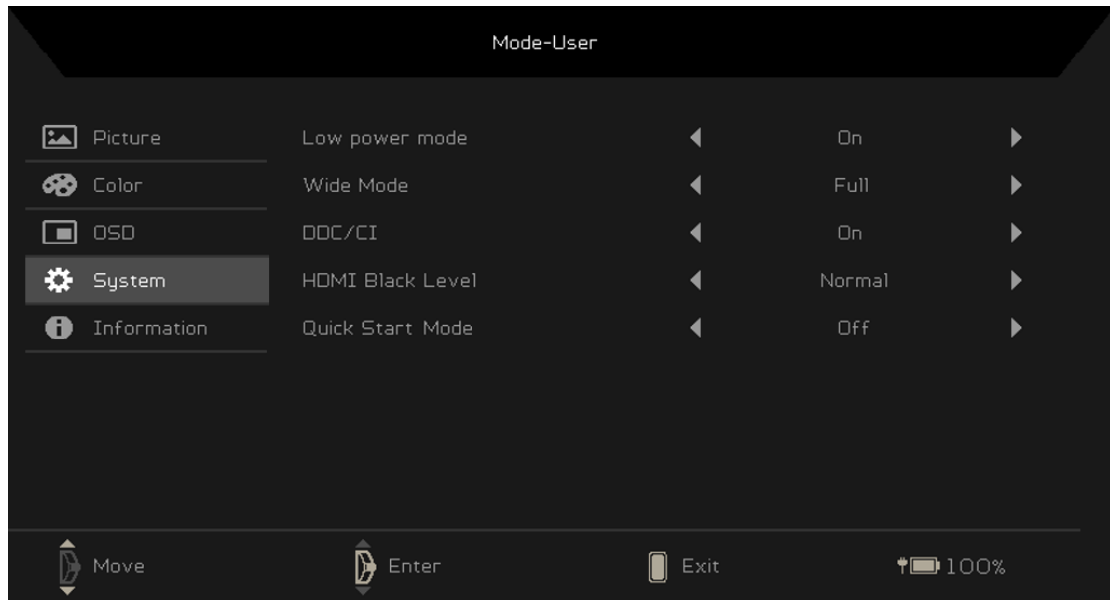 Mode-User
Picture Low power mode On
Color Wide Mode Full
OSD DDC/CI On
System HDMI Black Level Normal
Information Quick Start Mode Off
Move Enter Exit 100%